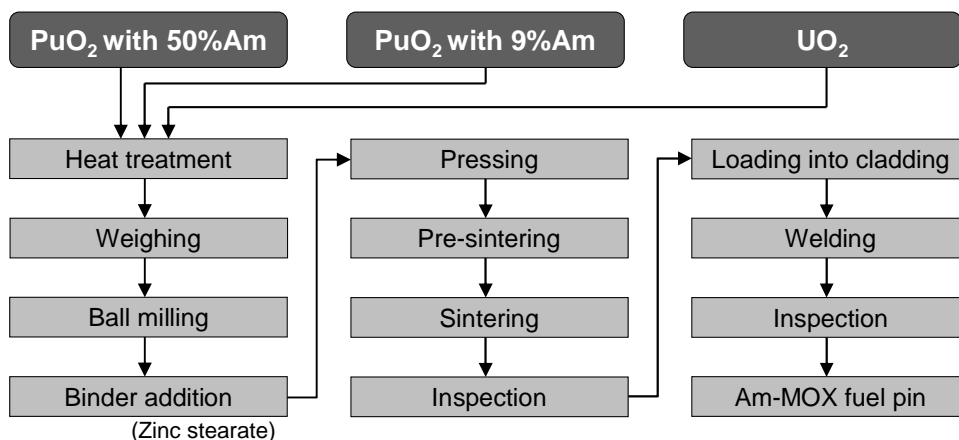 PuO₂ with 50%Am
PuO₂ with 9%Am
UO₂
Heat treatment
Weighing
Ball milling
Binder addition
(Zinc stearate)
Pressing
Pre-sintering
Sintering
Inspection
Loading into cladding
Welding
Inspection
Am-MOX fuel pin